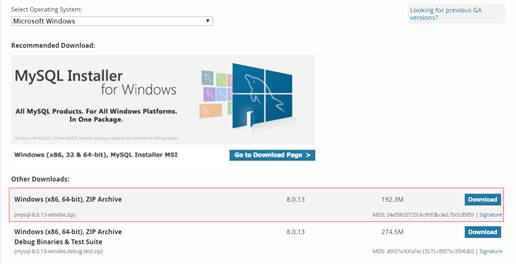 Select Operating System:
Looking for previous GA
versions?
Microsoft Windows
Recommended Download:
MySQL Installer
for Windows
All MySQL Products. For All Windows Platforms.
In One Package.
Windows (x86, 32 & 64-bit), MySQL Installer MSI
Go to Download Page >
Other Downloads:
Windows (x86, 64-bit), ZIP Archive 8.0.13 192.3M Download
(mysql-8.0.13-winx64.zip) MD5: | Signature
Windows (x86, 64-bit), ZIP Archive 8.0.13 274.5M Download
Debug Binaries & Test Suite
(mysql-8.0.13-winx64-debug-test.zip) MD5: | Signature